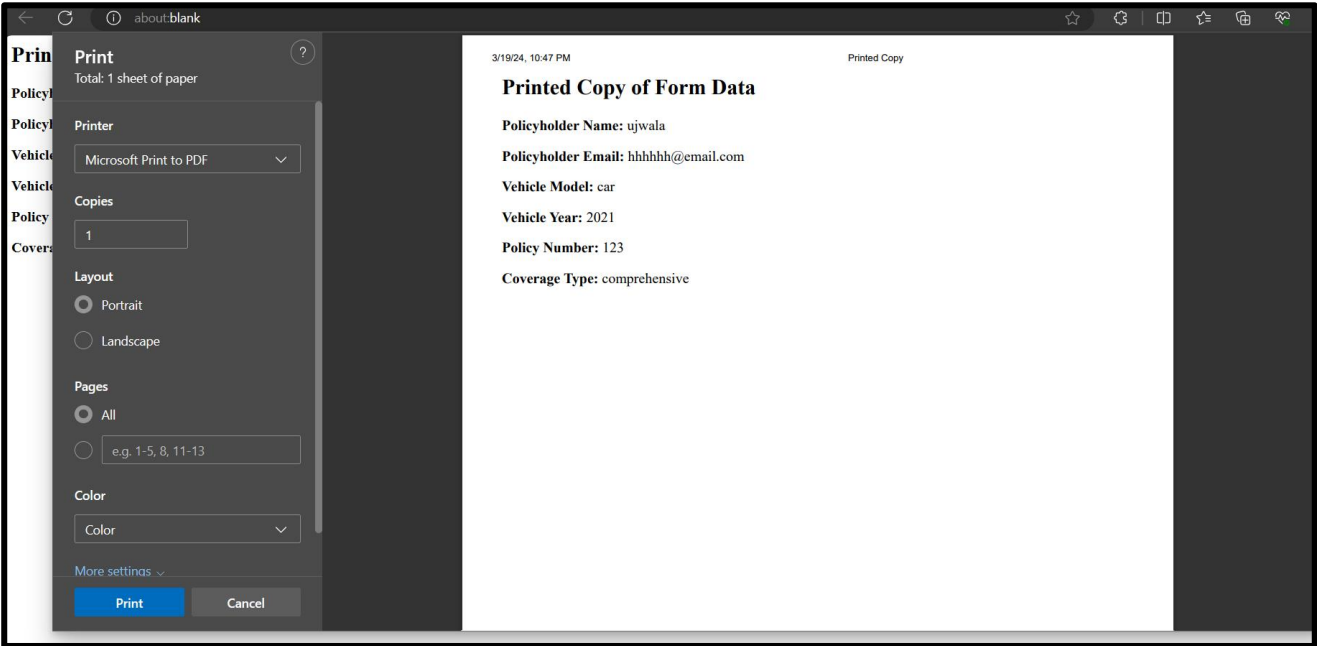 about:blank
Prin
Policyh
Policyh
Vehicle
Vehicle
Policy
Covera
Print
?
Total: 1 sheet of paper
Printer
Microsoft Print to PDF
Copies
1
Layout
Portrait
Landscape
Pages
All
e.g. 1-5, 8, 11-13
Color
Color
More settings
Print Cancel
3/19/24, 10:47 PM Printed Copy
Printed Copy of Form Data
Policyholder Name: ujwala
Policyholder Email: hhhhhh@email.com
Vehicle Model: car
Vehicle Year: 2021
Policy Number: 123
Coverage Type: comprehensive